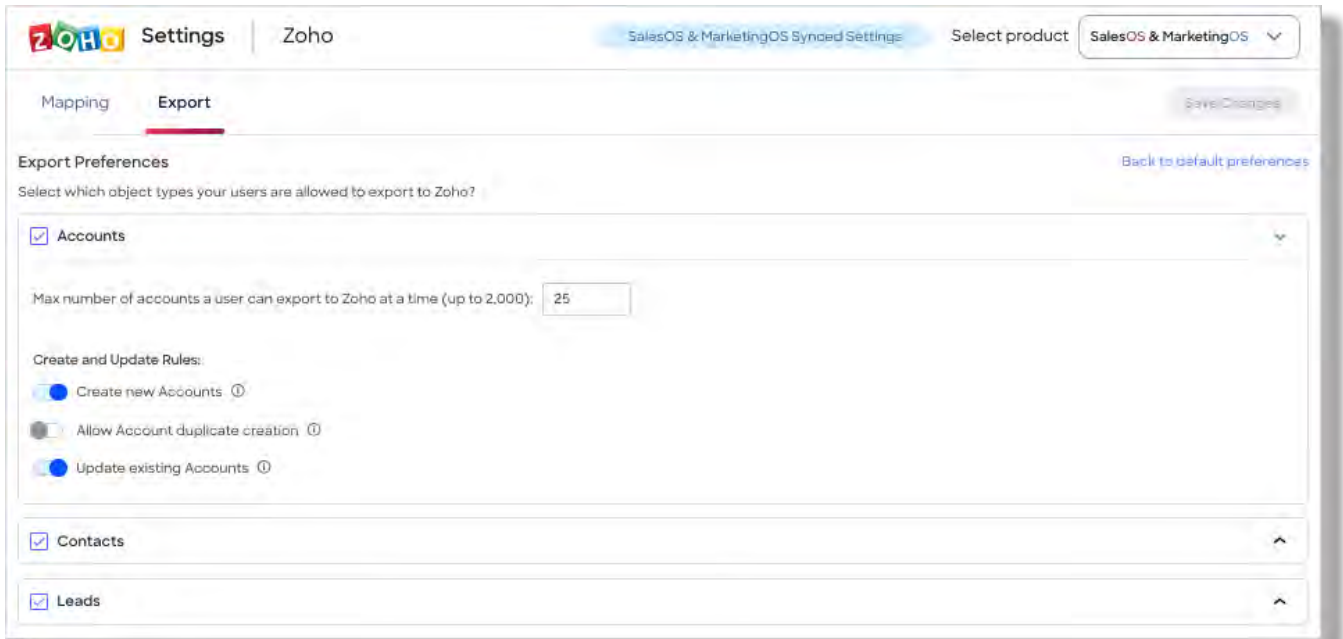 ZOHO Settings Zoho SalesOS & MarketingOS Synced Settings Select product SalesOS & MarketingOS
Mapping Export Save Changes
Export Preferences Back to default preferences
Select which object types your users are allowed to export to Zoho?
Accounts
Max number of accounts a user can export to Zoho at a time (up to 2,000): 25
Create and Update Rules:
Create new Accounts
Allow Account duplicate creation
Update existing Accounts
Contacts
Leads